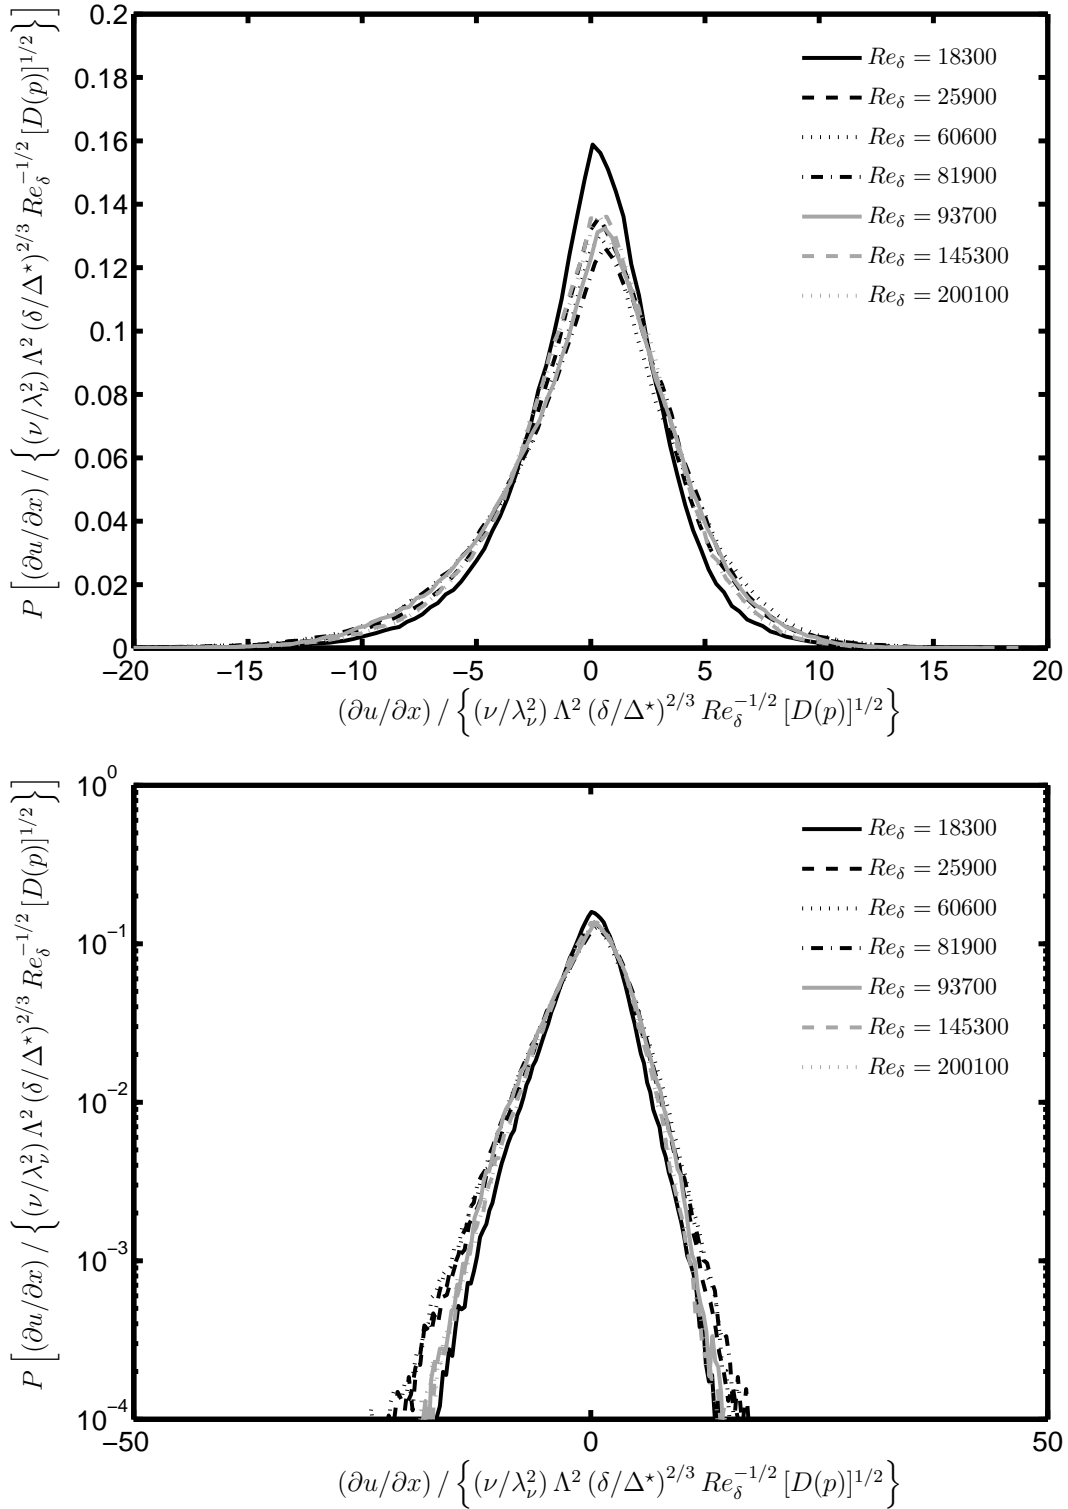 P [(∂u/∂x) / {(ν/λ_ν^2) Λ^2 (δ/Δ⋆)^{2/3} Re_δ^{−1/2} [D(p)]^{1/2}}]
0.2
0.18
0.16
0.14
0.12
0.1
0.08
0.06
0.04
0.02
0
Re_δ = 18300
Re_δ = 25900
Re_δ = 60600
Re_δ = 81900
Re_δ = 93700
Re_δ = 145300
Re_δ = 200100
−20 −15 −10 −5 0 5 10 15 20
(∂u/∂x) / {(ν/λ_ν^2) Λ^2 (δ/Δ⋆)^{2/3} Re_δ^{−1/2} [D(p)]^{1/2}}
P [(∂u/∂x) / {(ν/λ_ν^2) Λ^2 (δ/Δ⋆)^{2/3} Re_δ^{−1/2} [D(p)]^{1/2}}]
10^0
10^{−1}
10^{−2}
10^{−3}
10^{−4}
Re_δ = 18300
Re_δ = 25900
Re_δ = 60600
Re_δ = 81900
Re_δ = 93700
Re_δ = 145300
Re_δ = 200100
−50 0 50
(∂u/∂x) / {(ν/λ_ν^2) Λ^2 (δ/Δ⋆)^{2/3} Re_δ^{−1/2} [D(p)]^{1/2}}